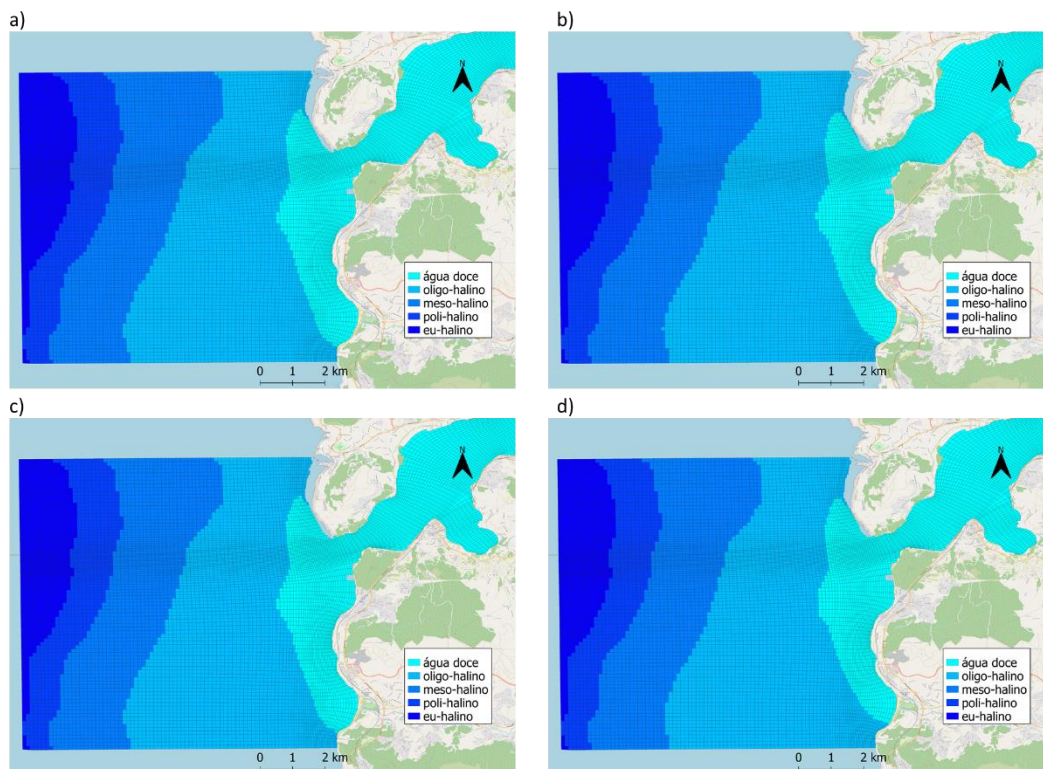 a)
b)
N
água doce
oligo-halino
meso-halino
poli-halino
eu-halino
0 1 2 km
N
água doce
oligo-halino
meso-halino
poli-halino
eu-halino
0 1 2 km
c)
d)
N
água doce
oligo-halino
meso-halino
poli-halino
eu-halino
0 1 2 km
N
água doce
oligo-halino
meso-halino
poli-halino
eu-halino
0 1 2 km